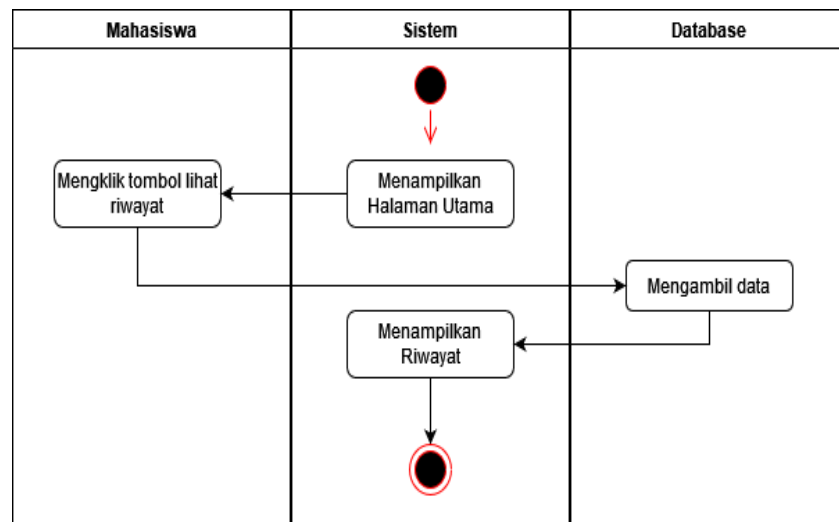 Mahasiswa
Sistem
Database
Mengklik tombol lihat
riwayat
Menampilkan
Halaman Utama
Mengambil data
Menampilkan
Riwayat